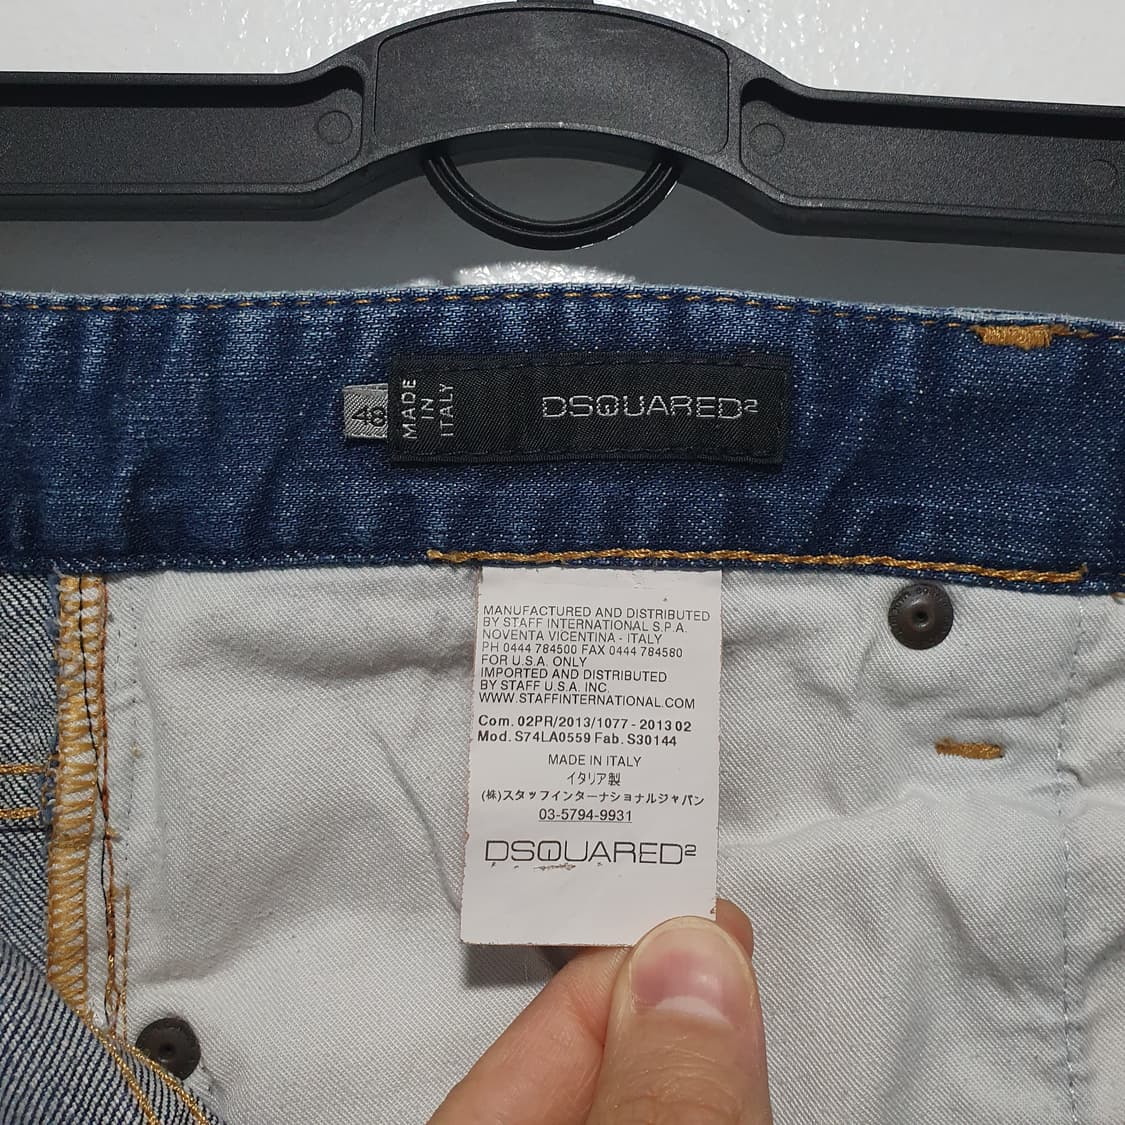 48
MADE
IN
ITALY
DSQUARED2
MANUFACTURED AND DISTRIBUTED
BY STAFF INTERNATIONAL S.P.A.
NOVENTA VICENTINA - ITALY
PH 0444 784500 FAX 0444 784580
FOR U.S.A. ONLY
IMPORTED AND DISTRIBUTED
BY STAFF U.S.A. INC.
WWW.STAFFINTERNATIONAL.COM
Com. 02PR/2013/1077 - 2013 02
Mod. S74LA0559 Fab. S30144
MADE IN ITALY
イタリア製
(株)スタッフインターナショナルジャパン
03-5794-9931
DSQUARED2